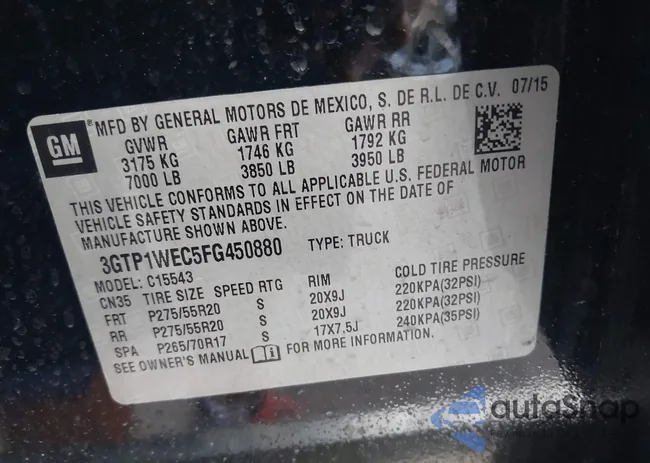 GM
MFD BY GENERAL MOTORS DE MEXICO, S. DE R.L. DE C.V. 07/15
GVWR GAWR FRT GAWR RR
3175 KG 1746 KG 1792 KG
7000 LB 3850 LB 3950 LB
THIS VEHICLE CONFORMS TO ALL APPLICABLE U.S. FEDERAL MOTOR
VEHICLE SAFETY STANDARDS IN EFFECT ON THE DATE OF
MANUFACTURE SHOWN ABOVE.
3GTP1WEC5FG450880 TYPE: TRUCK
MODEL: C15543
CN35 TIRE SIZE SPEED RTG RIM COLD TIRE PRESSURE
FRT P275/55R20 S 20X9J 220KPA(32PSI)
RR P275/55R20 S 20X9J 220KPA(32PSI)
SPA P265/70R17 S 17X7.5J 240KPA(35PSI)
SEE OWNER'S MANUAL FOR MORE INFORMATION.
autaSnap